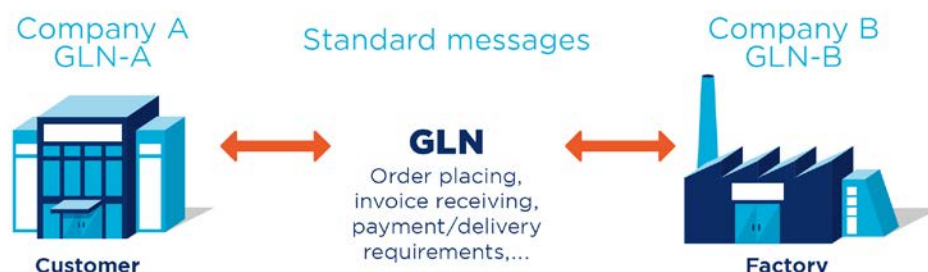 Company A
GLN-A
Standard messages
Company B
GLN-B
GLN
Order placing,
invoice receiving,
payment/delivery
requirements,...
Customer
Factory